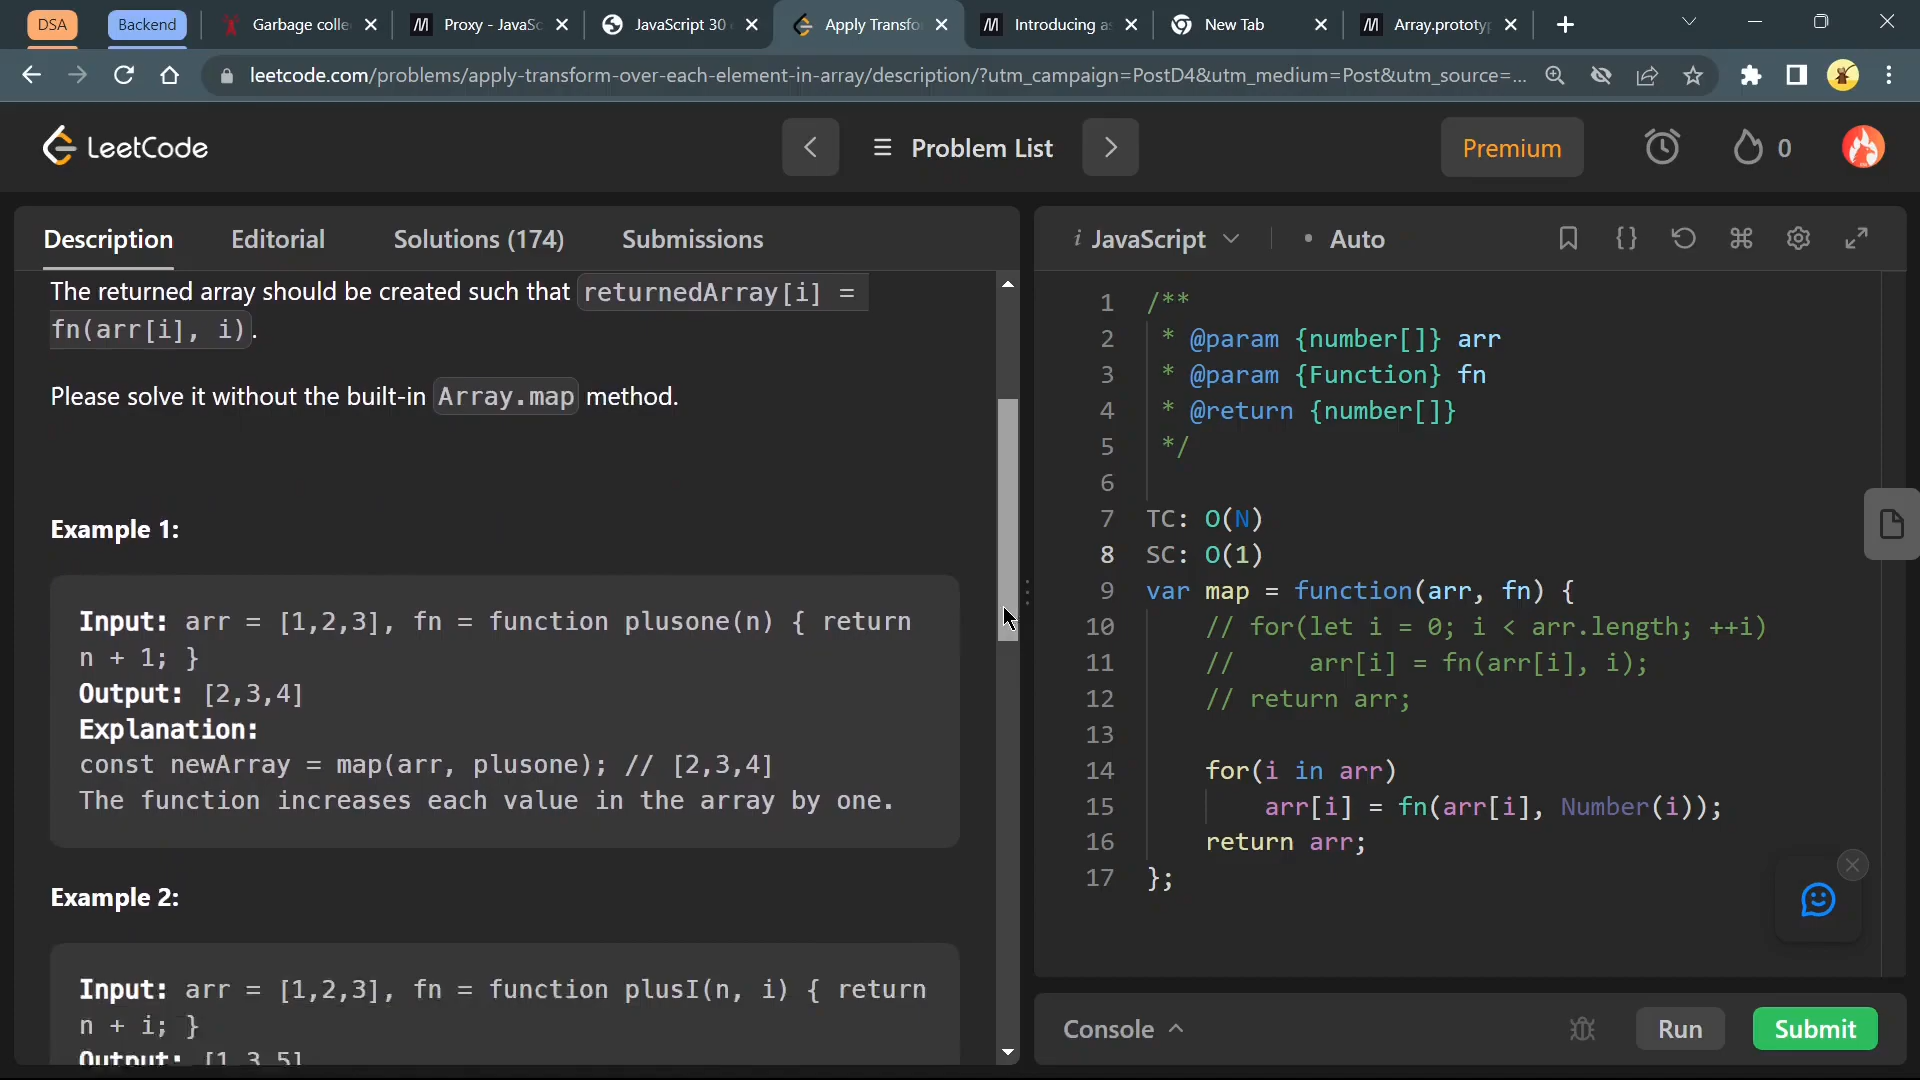 DSA
Backend
Garbage colle
Proxy - JavaSc
JavaScript 30
Apply Transfo
Introducing as
New Tab
Array.prototyp
leetcode.com/problems/apply-transform-over-each-element-in-array/description/?utm_campaign=PostD4&utm_medium=Post&utm_source=...
LeetCode
Problem List
Premium
0
Description
Editorial
Solutions (174)
Submissions
The returned array should be created such that returnedArray[i] =
fn(arr[i], i).
Please solve it without the built-in Array.map method.
Example 1:
Input: arr = [1,2,3], fn = function plusone(n) { return
n + 1; }
Output: [2,3,4]
Explanation:
const newArray = map(arr, plusone); // [2,3,4]
The function increases each value in the array by one.
Example 2:
Input: arr = [1,2,3], fn = function plusI(n, i) { return
n + i; }
Output: [1,3,5]
i JavaScript
• Auto
1 /**
2 * @param {number[]} arr
3 * @param {Function} fn
4 * @return {number[]}
5 */
6
7 TC: O(N)
8 SC: O(1)
9 var map = function(arr, fn) {
10 // for(let i = 0; i < arr.length; ++i)
11 // arr[i] = fn(arr[i], i);
12 // return arr;
13
14 for(i in arr)
15 arr[i] = fn(arr[i], Number(i));
16 return arr;
17 };
Console
Run
Submit